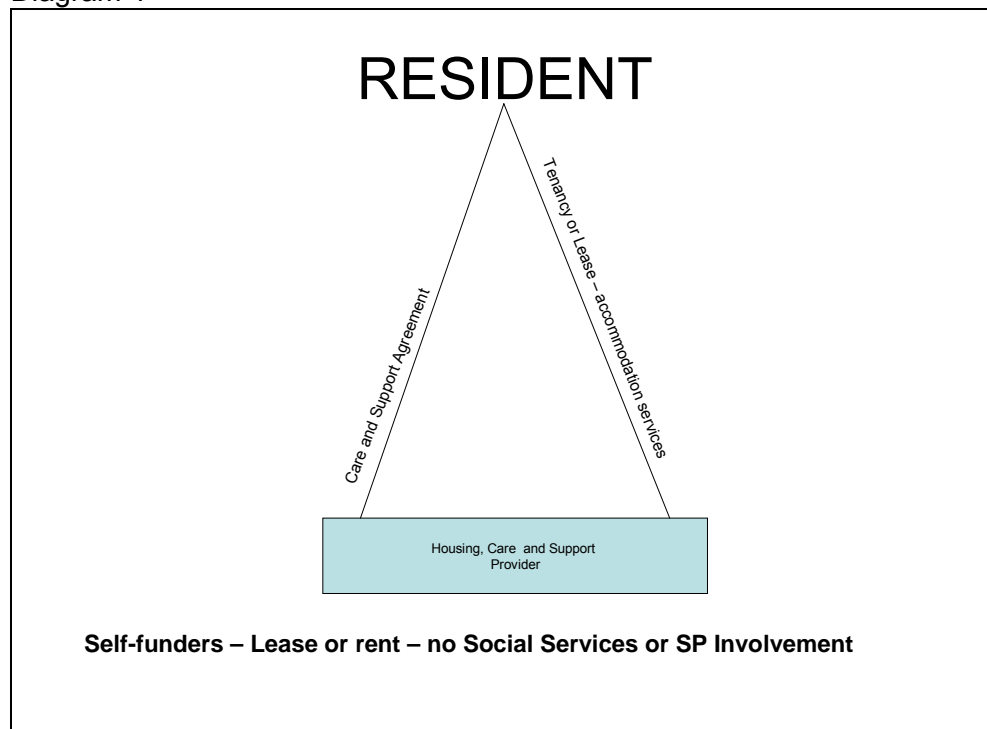 RESIDENT
Tenancy or Lease – accommodation services
Care and Support Agreement
Housing, Care and Support
Provider
Self-funders – Lease or rent – no Social Services or SP Involvement